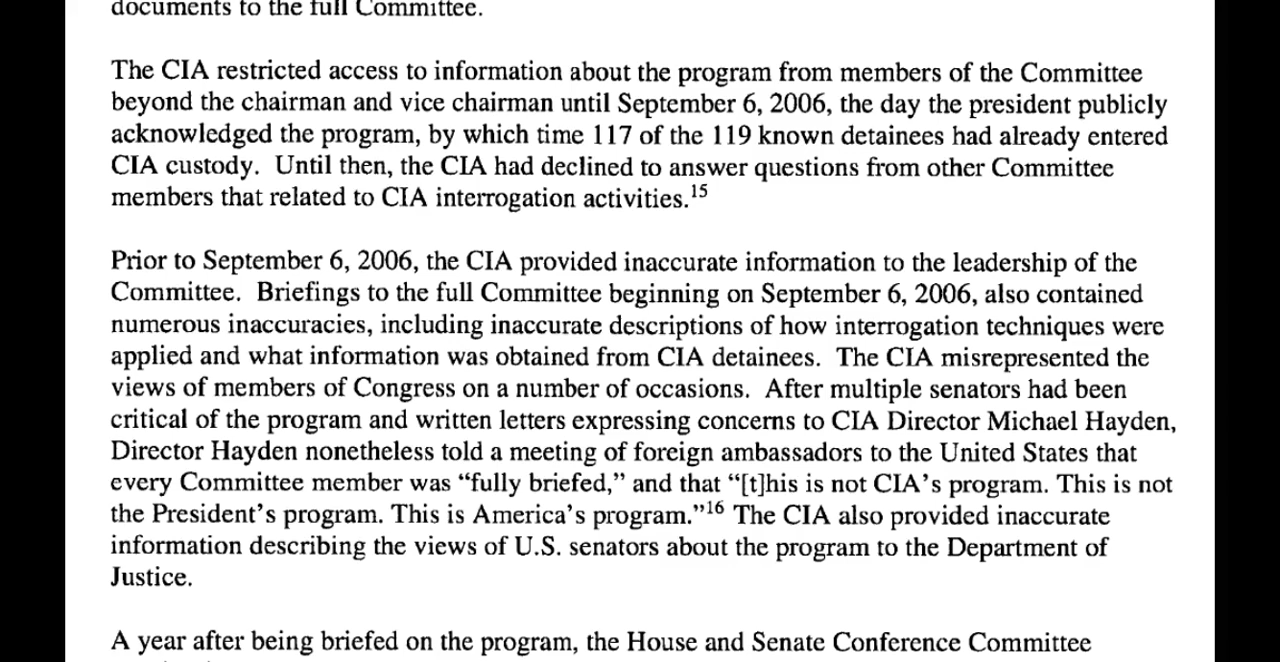 documents to the full Committee.
The CIA restricted access to information about the program from members of the Committee
beyond the chairman and vice chairman until September 6, 2006, the day the president publicly
acknowledged the program, by which time 117 of the 119 known detainees had already entered
CIA custody. Until then, the CIA had declined to answer questions from other Committee
members that related to CIA interrogation activities.15
Prior to September 6, 2006, the CIA provided inaccurate information to the leadership of the
Committee. Briefings to the full Committee beginning on September 6, 2006, also contained
numerous inaccuracies, including inaccurate descriptions of how interrogation techniques were
applied and what information was obtained from CIA detainees. The CIA misrepresented the
views of members of Congress on a number of occasions. After multiple senators had been
critical of the program and written letters expressing concerns to CIA Director Michael Hayden,
Director Hayden nonetheless told a meeting of foreign ambassadors to the United States that
every Committee member was “fully briefed,” and that “[t]his is not CIA’s program. This is not
the President’s program. This is America’s program.”16 The CIA also provided inaccurate
information describing the views of U.S. senators about the program to the Department of
Justice.
A year after being briefed on the program, the House and Senate Conference Committee